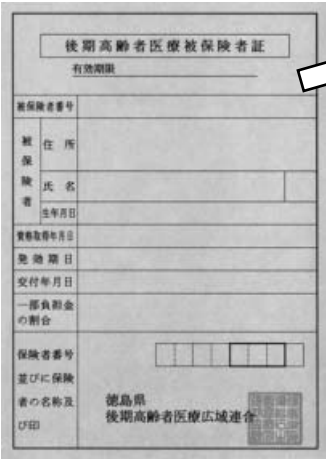 後期高齢者医療被保険者証
有効期限
被保険者番号
被保険者
住所
氏名
生年月日
資格取得年月日
発効期日
交付年月日
一部負担金
の割合
保険者番号
並びに保険
者の名称及
び印
徳島県
後期高齢者医療広域連合